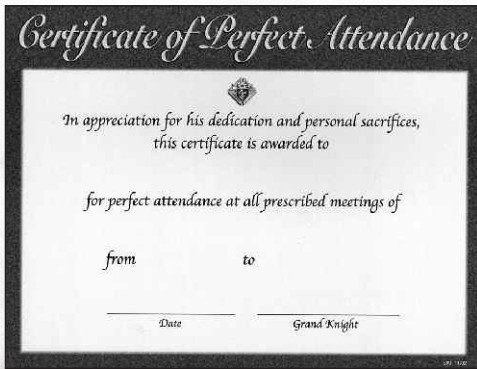 Certificate of Perfect Attendance
In appreciation for his dedication and personal sacrifices,
this certificate is awarded to
for perfect attendance at all prescribed meetings of
from to
Date Grand Knight